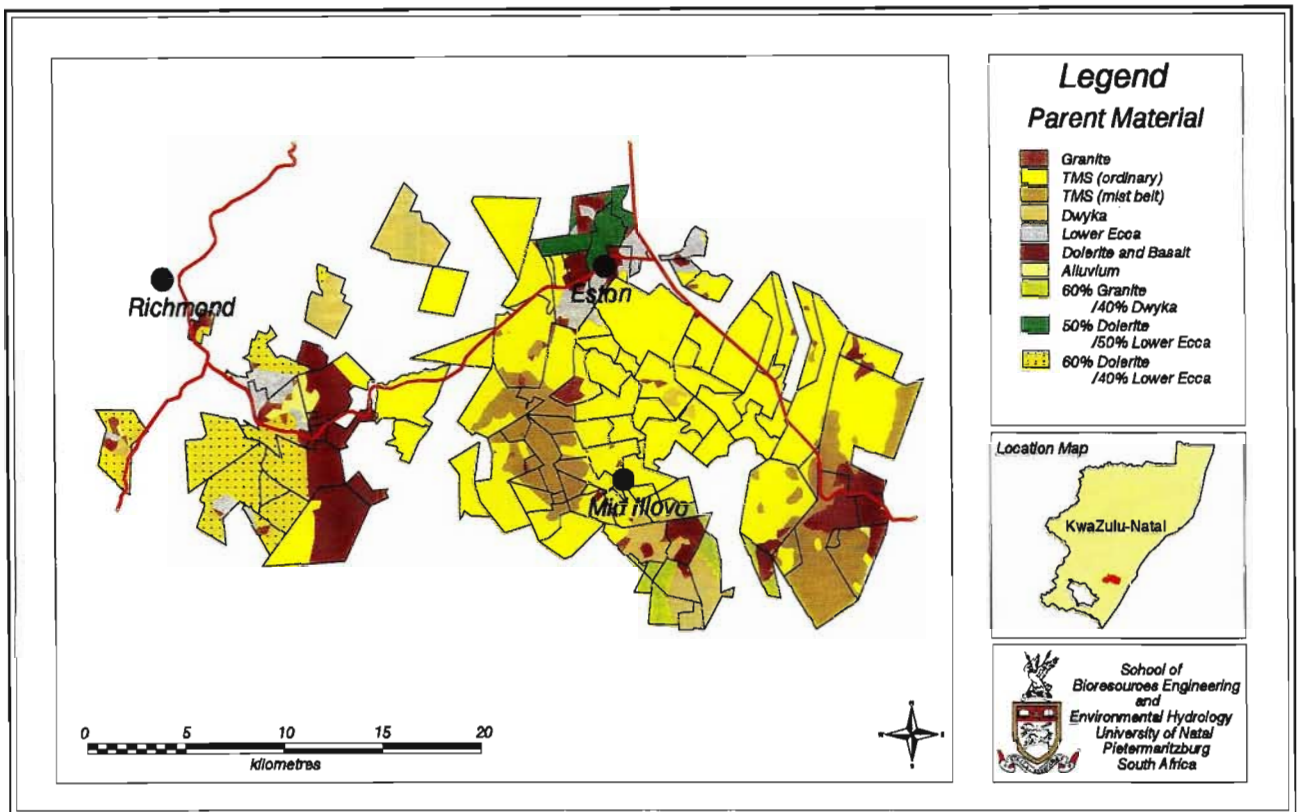 Legend
Parent Material
Granite
TMS (ordinary)
TMS (mist belt)
Dwyka
Lower Ecca
Dolerite and Basalt
Alluvium
60% Granite
/40% Dwyka
50% Dolerite
/50% Lower Ecca
60% Dolerite
/40% Lower Ecca
Richmond
Eston
Mid Illovo
0 5 10 15 20
kilometres
Location Map
KwaZulu-Natal
School of
Bioresources Engineering
and
Environmental Hydrology
University of Natal
Pietermaritzburg
South Africa